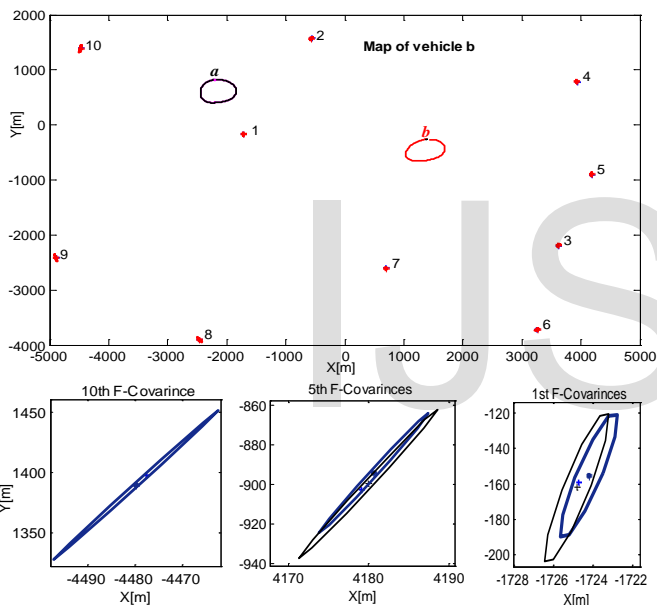 Map of vehicle b
Y[m]
2000
1000
0
-1000
-2000
-3000
-4000
10
2
a
4
1
b
5
9
3
7
8
6
-5000 -4000 -3000 -2000 -1000 0 1000 2000 3000 4000 5000
X[m]
IJS
10th F-Covarince
Y[m]
1450
1400
1350
-4490 -4480 -4470
X[m]
5th F-Covarinces
-860
-880
-900
-920
-940
4170 4180 4190
X[m]
1st F-Covarinces
-120
-140
-160
-180
-200
-1728 -1726 -1724 -1722
X[m]